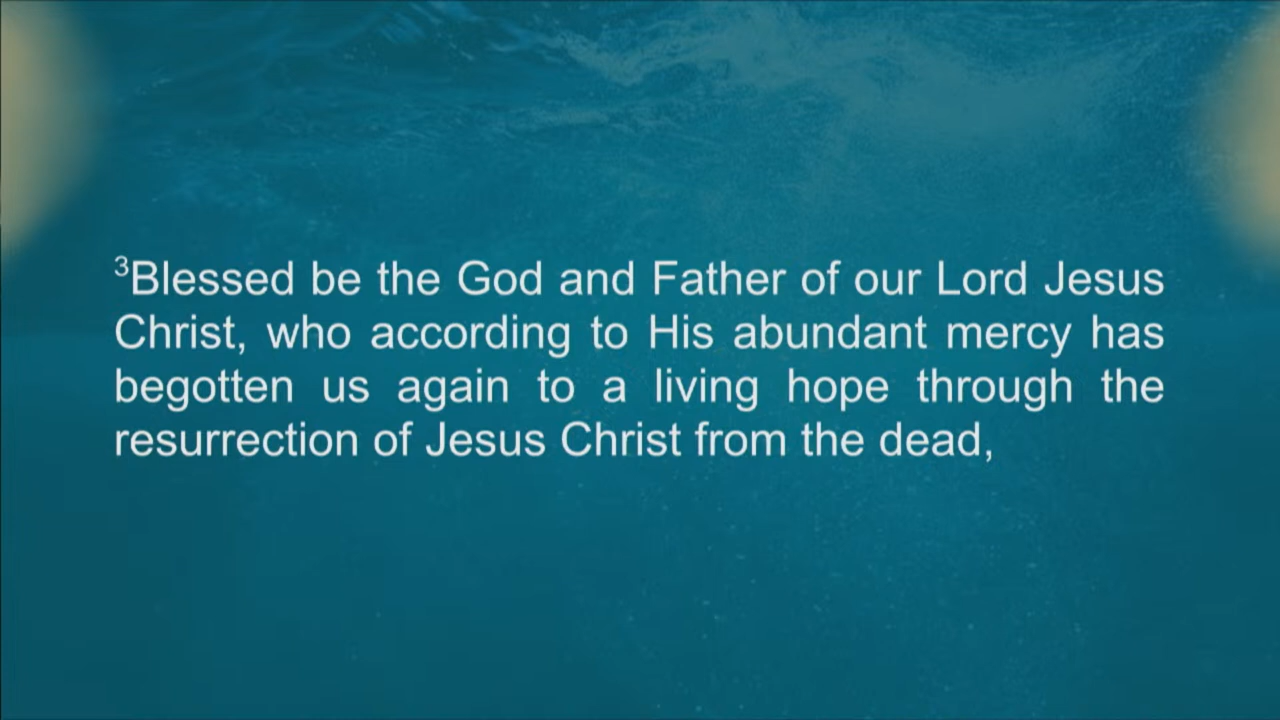 ³Blessed be the God and Father of our Lord Jesus
Christ, who according to His abundant mercy has
begotten us again to a living hope through the
resurrection of Jesus Christ from the dead,